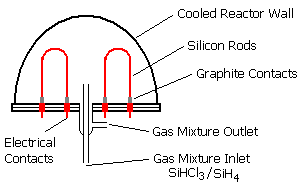 Cooled Reactor Wall
Silicon Rods
Graphite Contacts
Electrical
Contacts
Gas Mixture Outlet
Gas Mixture Inlet
SiHCl3/SiH4